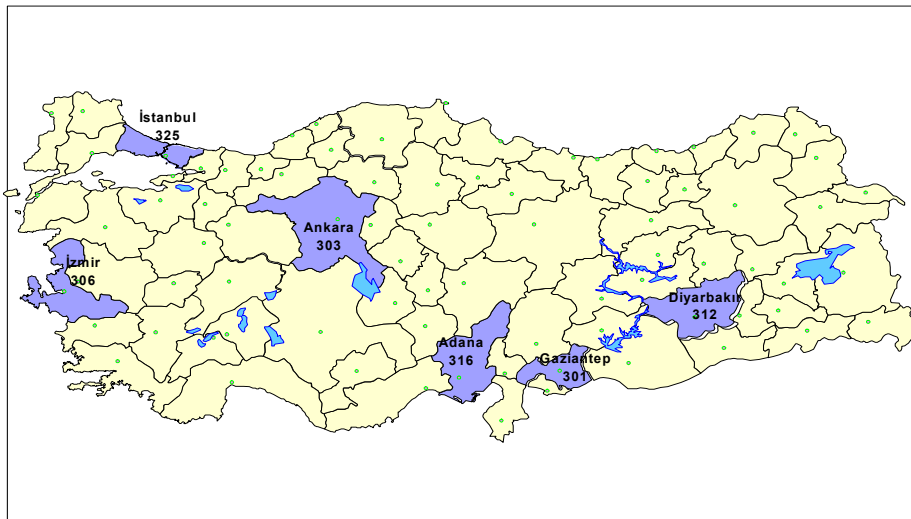 İstanbul
325
Ankara
303
İzmir
306
Diyarbakır
312
Adana
316
Gaziantep
301